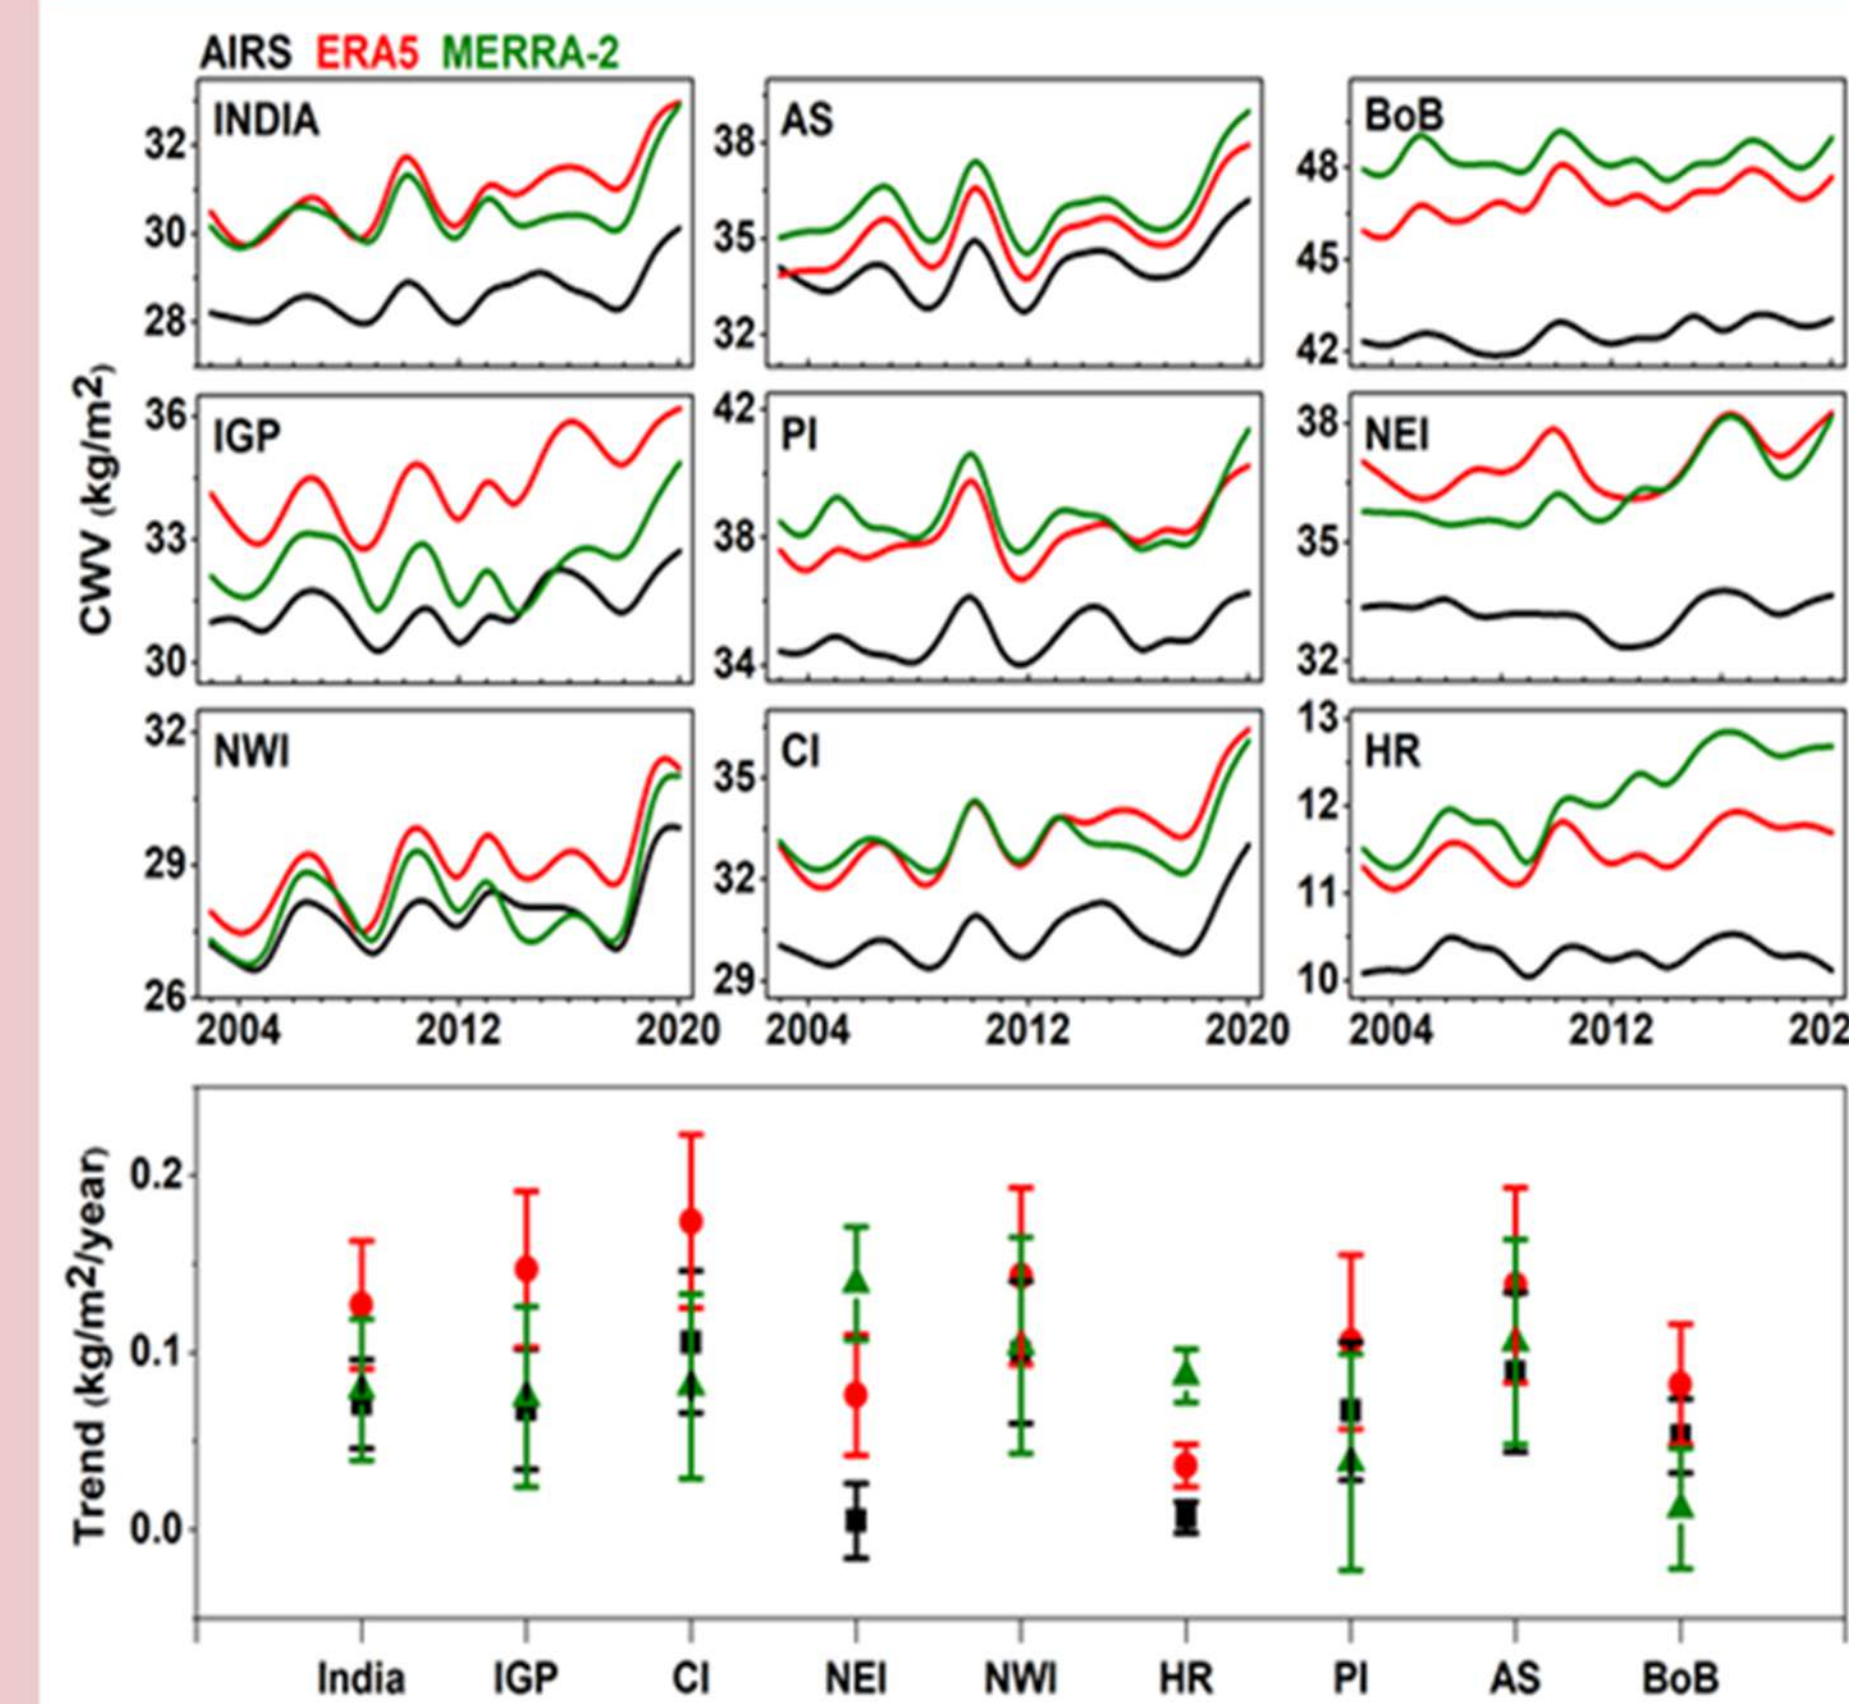 AIRS ERA5 MERRA-2
INDIA
32
30
28
AS
38
35
32
BoB
48
45
42
CWV (kg/m2)
IGP
36
33
30
PI
42
38
34
NEI
38
35
32
NWI
32
29
26
CI
35
32
29
HR
13
12
11
10
2004 2012 2020
2004 2012 2020
2004 2012 202
Trend (kg/m2/year)
0.2
0.1
0.0
India IGP CI NEI NWI HR PI AS BoB